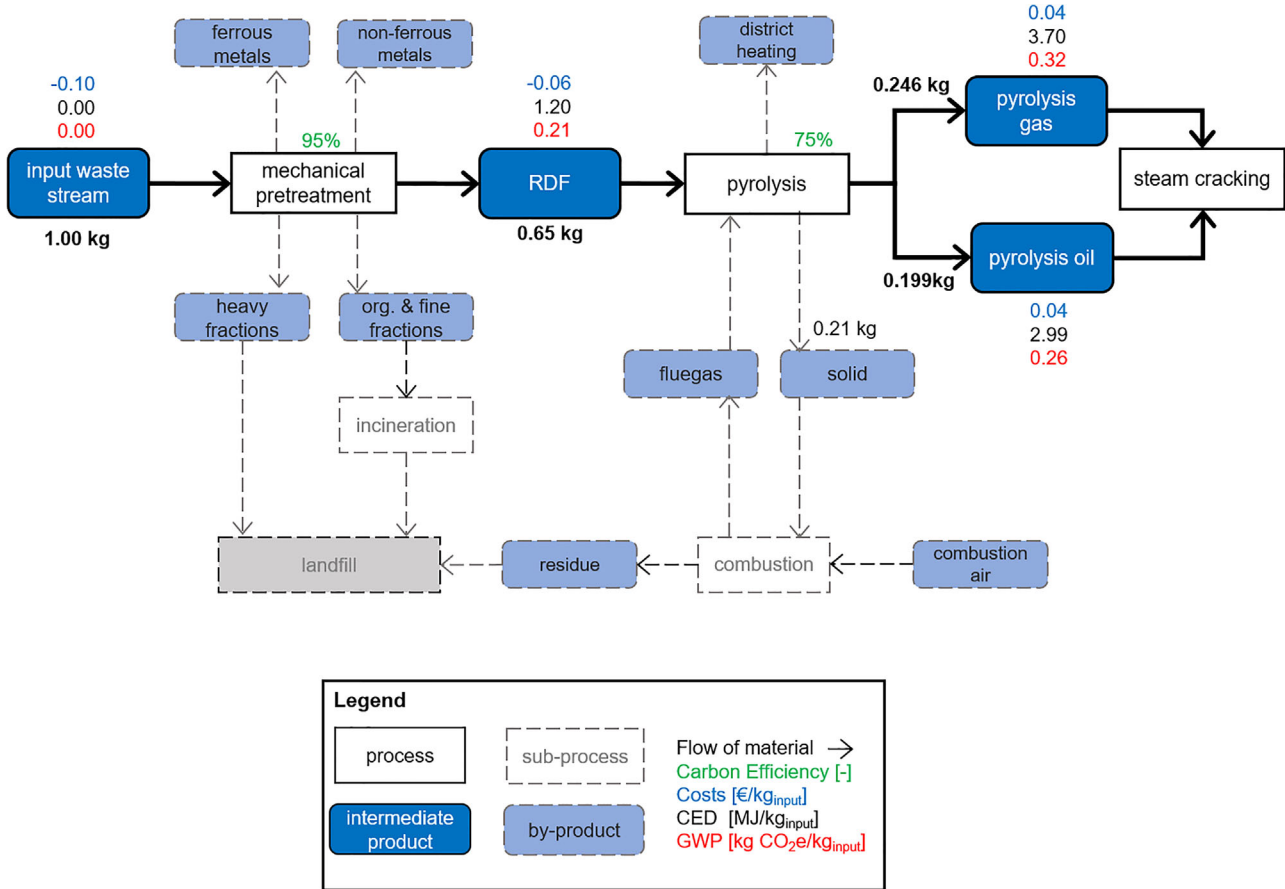 ferrous
metals
non-ferrous
metals
district
heating
0.04
3.70
0.32
-0.10
0.00
0.00
-0.06
1.20
0.21
0.246 kg
pyrolysis
gas
95%
75%
input waste
stream
mechanical
pretreatment
RDF
pyrolysis
steam cracking
1.00 kg
0.65 kg
0.199kg
pyrolysis oil
0.04
2.99
0.26
heavy
fractions
org. & fine
fractions
0.21 kg
fluegas
solid
incineration
landfill
residue
combustion
combustion
air
Legend
process
sub-process
intermediate
product
by-product
Flow of material
Carbon Efficiency [-]
Costs [€/kginput]
CED [MJ/kginput]
GWP [kg CO2e/kginput]